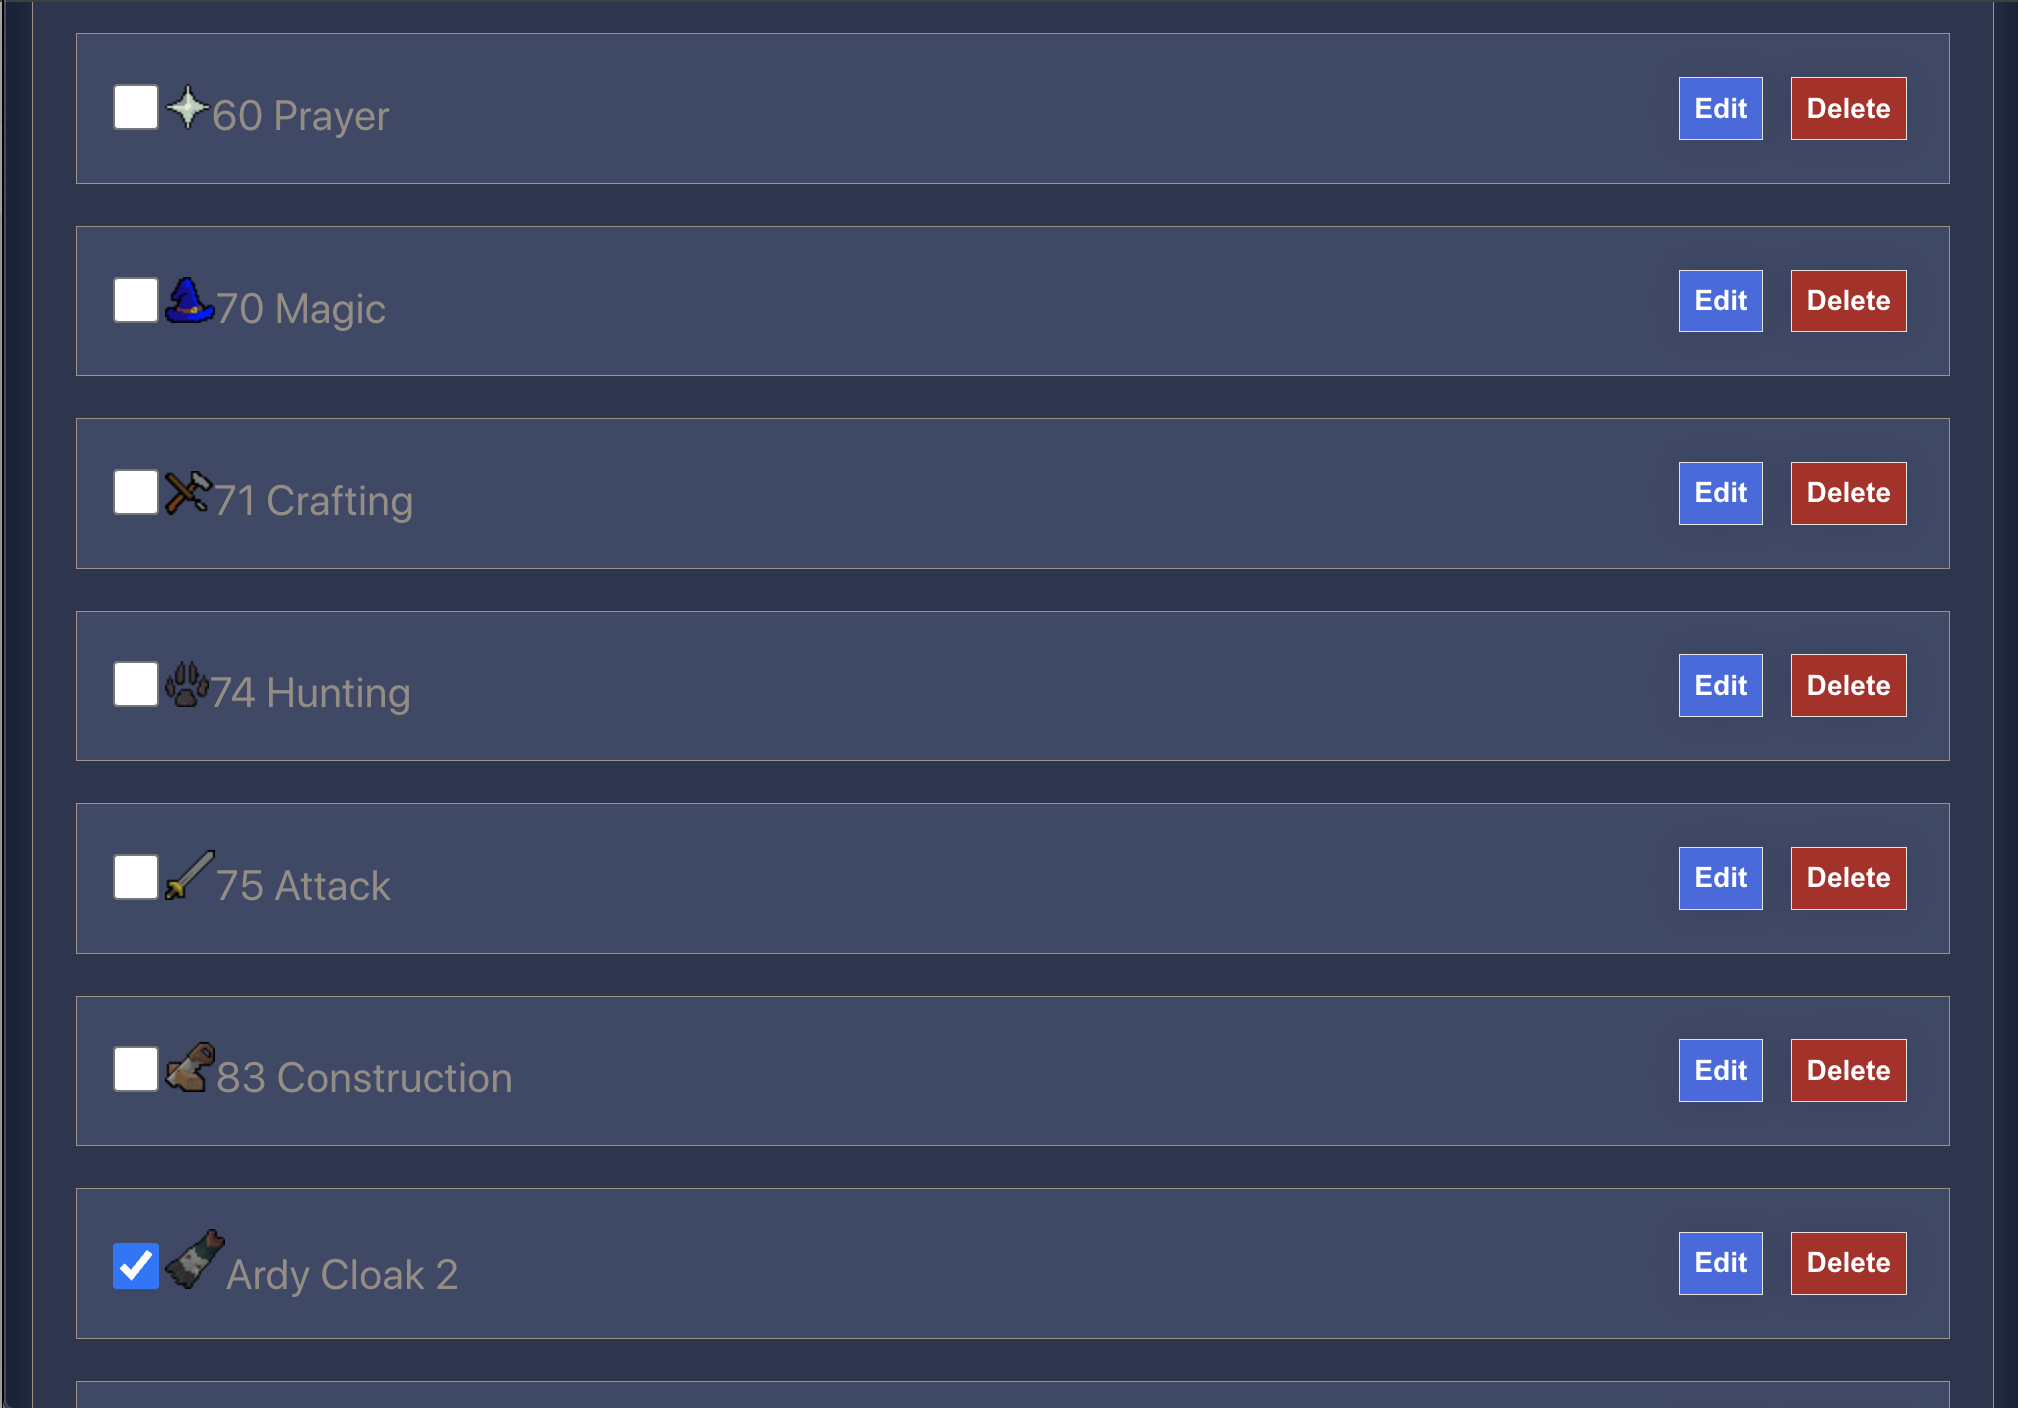 60 Prayer Edit Delete
70 Magic Edit Delete
71 Crafting Edit Delete
74 Hunting Edit Delete
75 Attack Edit Delete
83 Construction Edit Delete
Ardy Cloak 2 Edit Delete